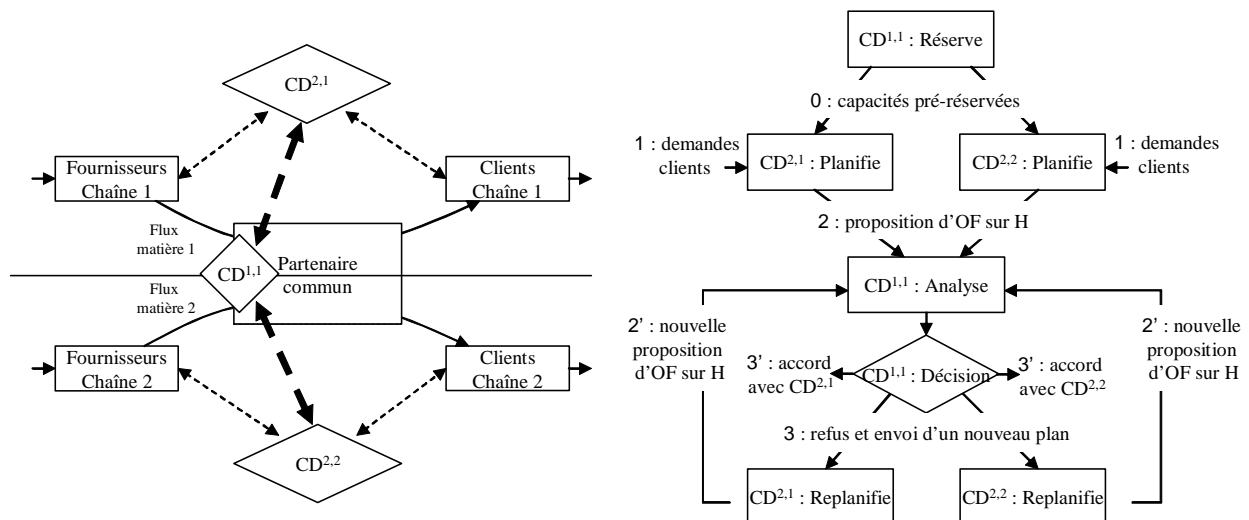 CD2,1
Fournisseurs
Chaîne 1
Clients
Chaîne 1
Flux
matière 1
CD1,1
Partenaire
commun
Flux
matière 2
Fournisseurs
Chaîne 2
Clients
Chaîne 2
CD2,2
CD1,1 : Réserve
0 : capacités pré-réservées
1 : demandes
clients
CD2,1 : Planifie
CD2,2 : Planifie
1 : demandes
clients
2 : proposition d’OF sur H
CD1,1 : Analyse
2’ : nouvelle
proposition
d’OF sur H
3’ : accord
avec CD2,1
CD1,1 : Décision
3’ : accord
avec CD2,2
2’ : nouvelle
proposition
d’OF sur H
3 : refus et envoi d’un nouveau plan
CD2,1 : Replanifie
CD2,2 : Replanifie